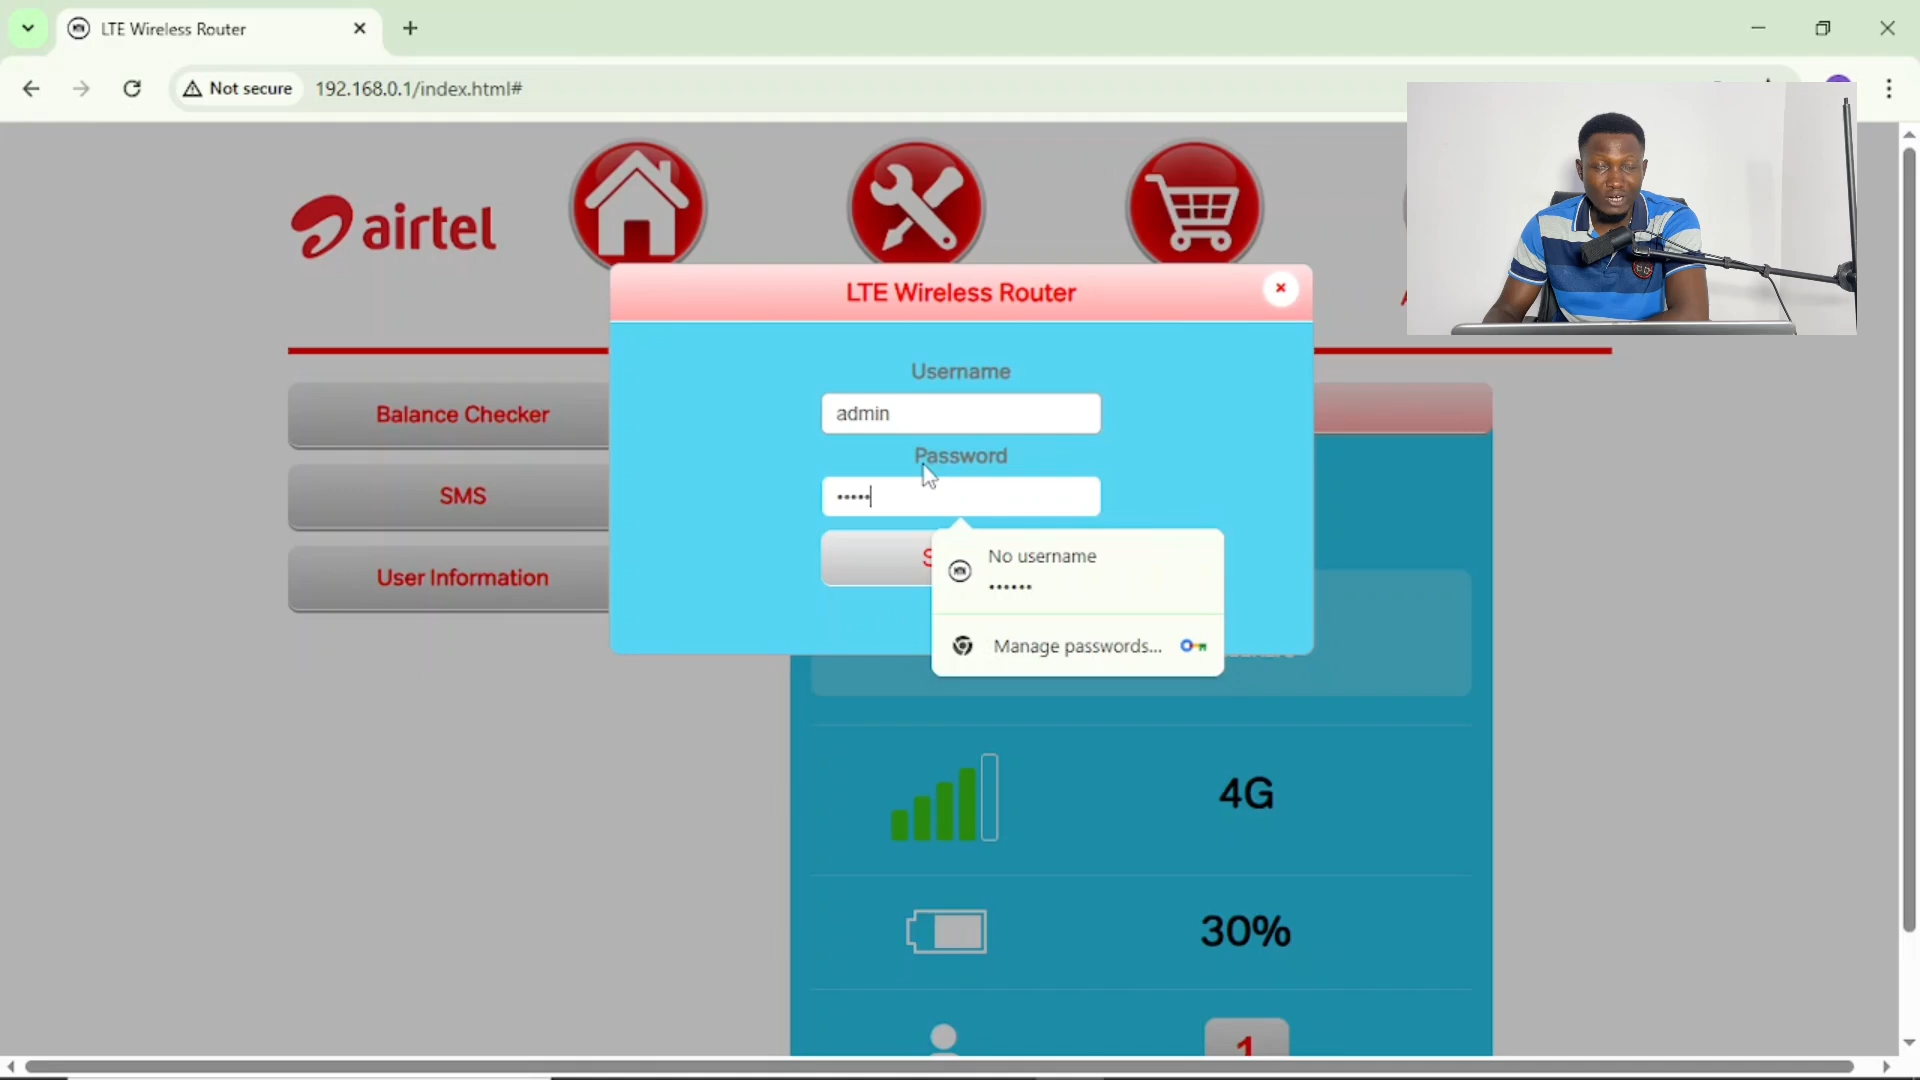 LTE Wireless Router
Not secure
192.168.0.1/index.html#
airtel
LTE Wireless Router
Username
admin
Password
•••••
No username
••••••
Manage passwords...
Balance Checker
SMS
User Information
4G
30%
1